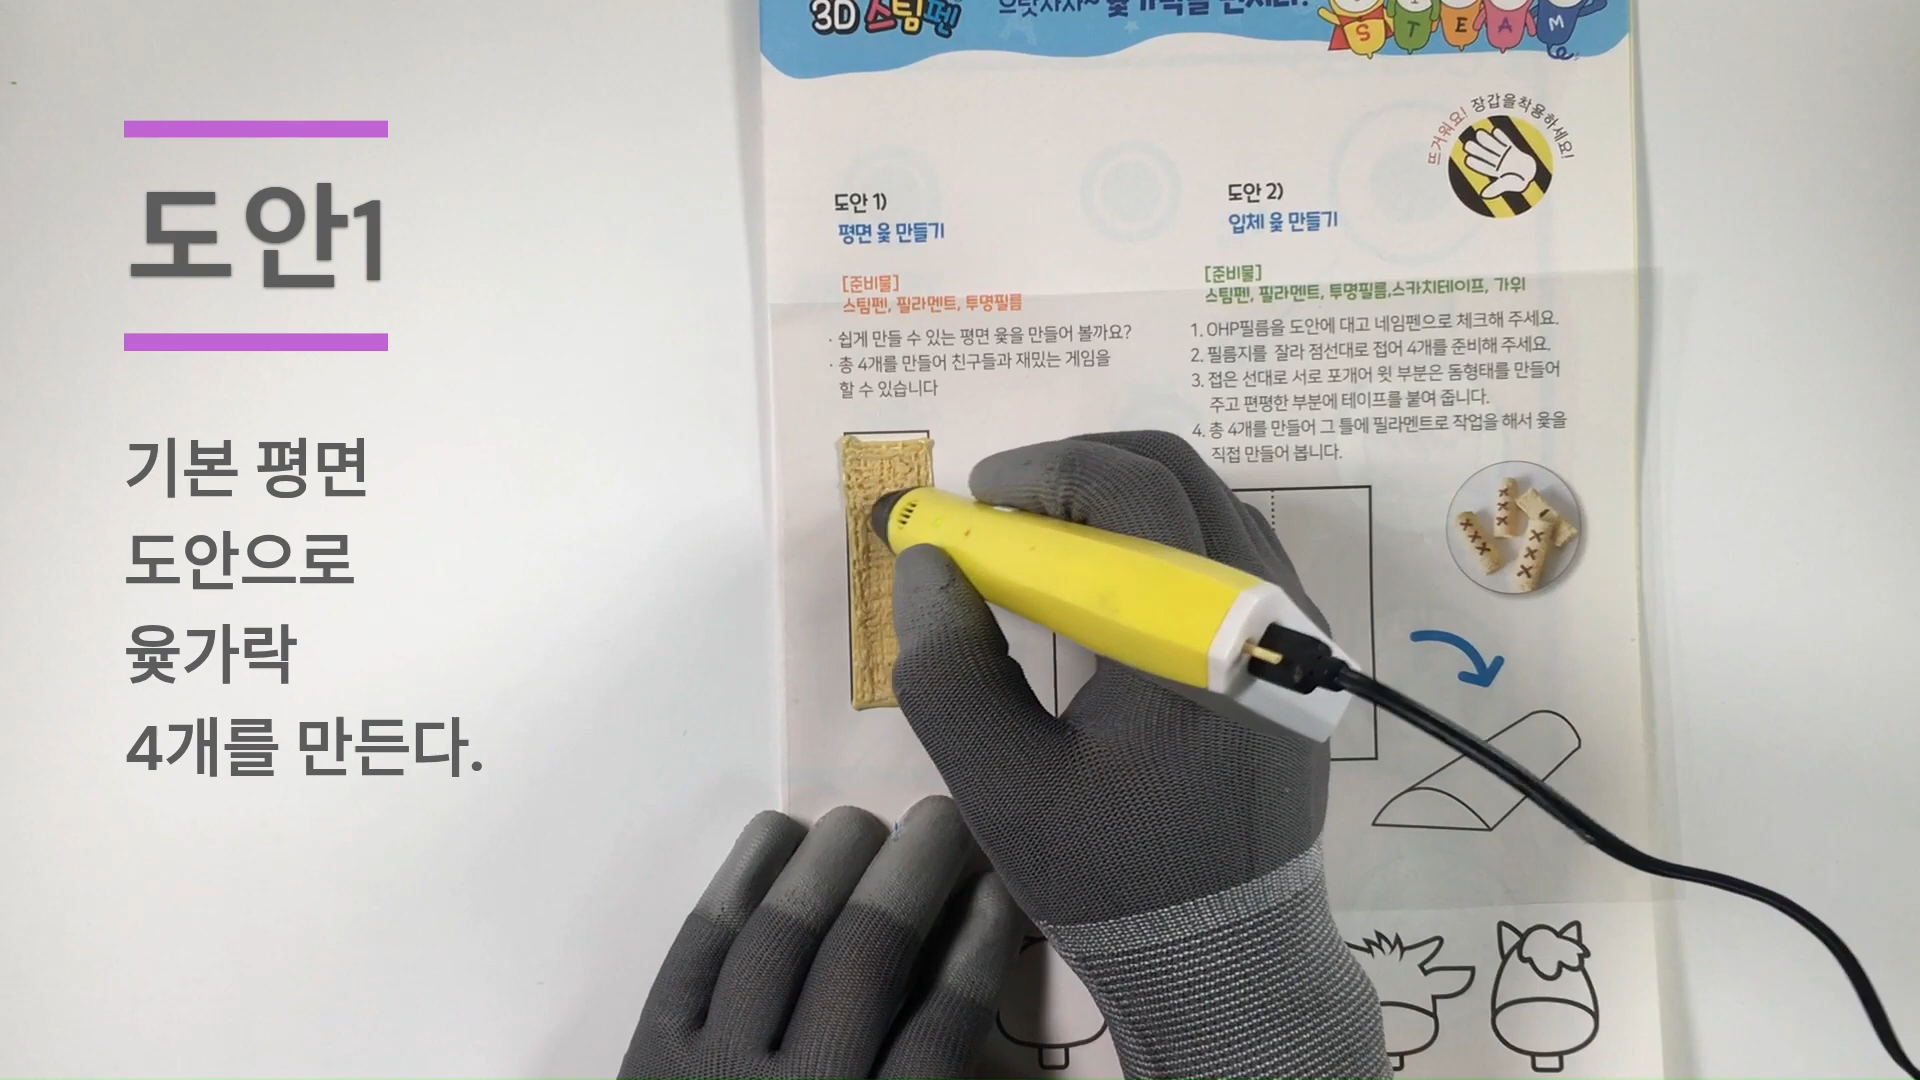 도안1
기본 평면
도안으로
윷가락
4개를 만든다.
3D 스팀펜
S T E A M
뜨거워요! 장갑을착용하세요!
도안 1)
평면 윷 만들기
[준비물]
스팀펜, 필라멘트, 투명필름
· 쉽게 만들 수 있는 평면 윷을 만들어 볼까요?
· 총 4개를 만들어 친구들과 재밌는 게임을
할 수 있습니다
도안 2)
입체 윷 만들기
[준비물]
스팀펜, 필라멘트, 투명필름,스카치테이프, 가위
1. OHP필름을 도안에 대고 네임펜으로 체크해 주세요.
2. 필름지를 잘라 점선대로 접어 4개를 준비해 주세요.
3. 접은 선대로 서로 포개어 윗 부분은 돔형태를 만들어
주고 편평한 부분에 테이프를 붙여 줍니다.
4. 총 4개를 만들어 그 틀에 필라멘트로 작업을 해서 윷을
직접 만들어 봅니다.